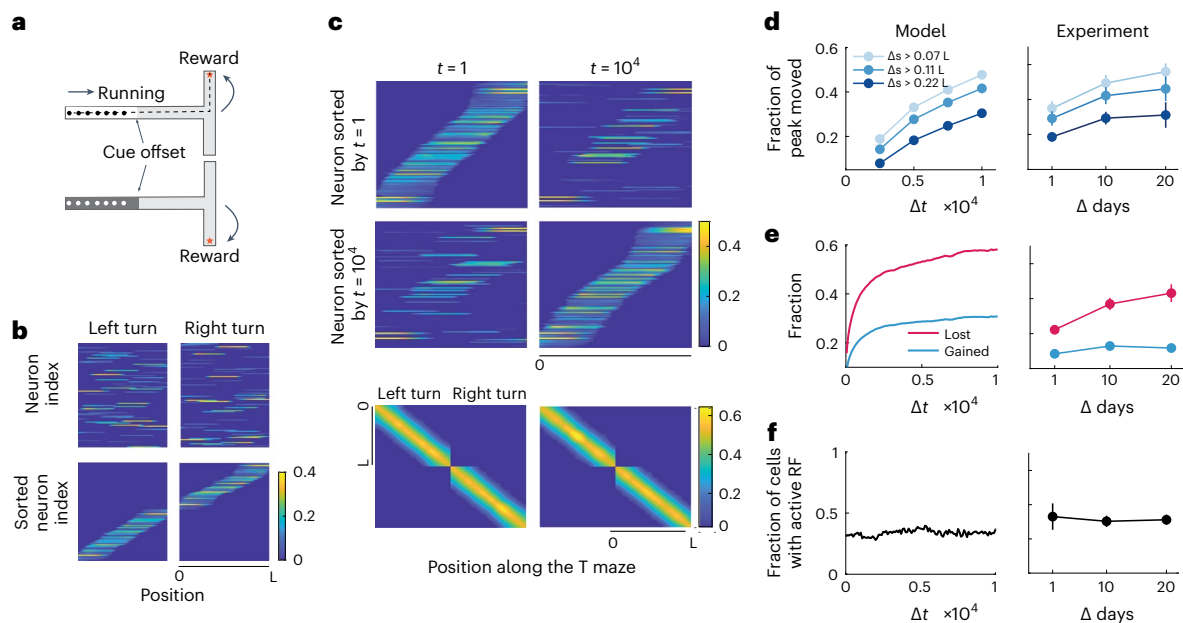 a
Reward
Running
Cue offset
Reward
b
Left turn
Right turn
Neuron
index
Sorted
neuron
index
0.4
0.2
0
0
L
Position
c
t = 1
t = 10⁴
Neuron sorted
by t = 1
Neuron sorted
by t = 10⁴
0.4
0.2
0
0
Left turn
Right turn
0
L
0.6
0.4
0.2
0
0
L
Position along the T maze
d
Model
Experiment
Fraction of
peak moved
0.6
0.4
0.2
Δs > 0.07 L
Δs > 0.11 L
Δs > 0.22 L
0
0.5
1
Δt ×10⁴
1
10
20
Δ days
e
Fraction
0.6
0.4
0.2
Lost
Gained
0
0.5
1
Δt ×10⁴
1
10
20
Δ days
f
Fraction of cells
with active RF
1
0.5
0
0
0.5
1
Δt ×10⁴
1
10
20
Δ days